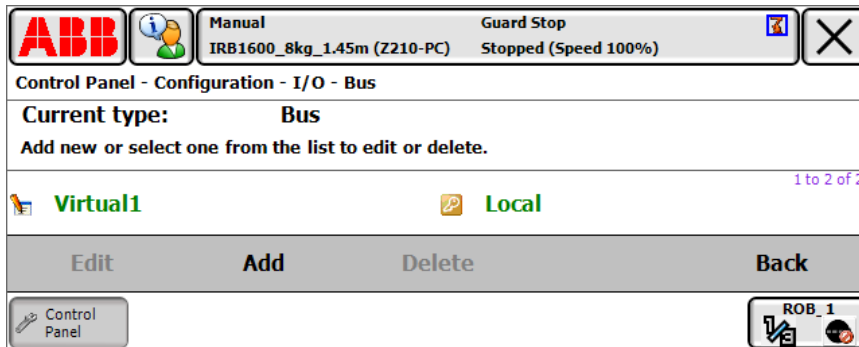 ABB
Manual
Guard Stop
IRB1600_8kg_1.45m (Z210-PC)
Stopped (Speed 100%)
Control Panel - Configuration - I/O - Bus
Current type: Bus
Add new or select one from the list to edit or delete.
1 to 2 of 2
Virtual1
Local
Edit Add Delete Back
Control
Panel
ROB_1
1/3